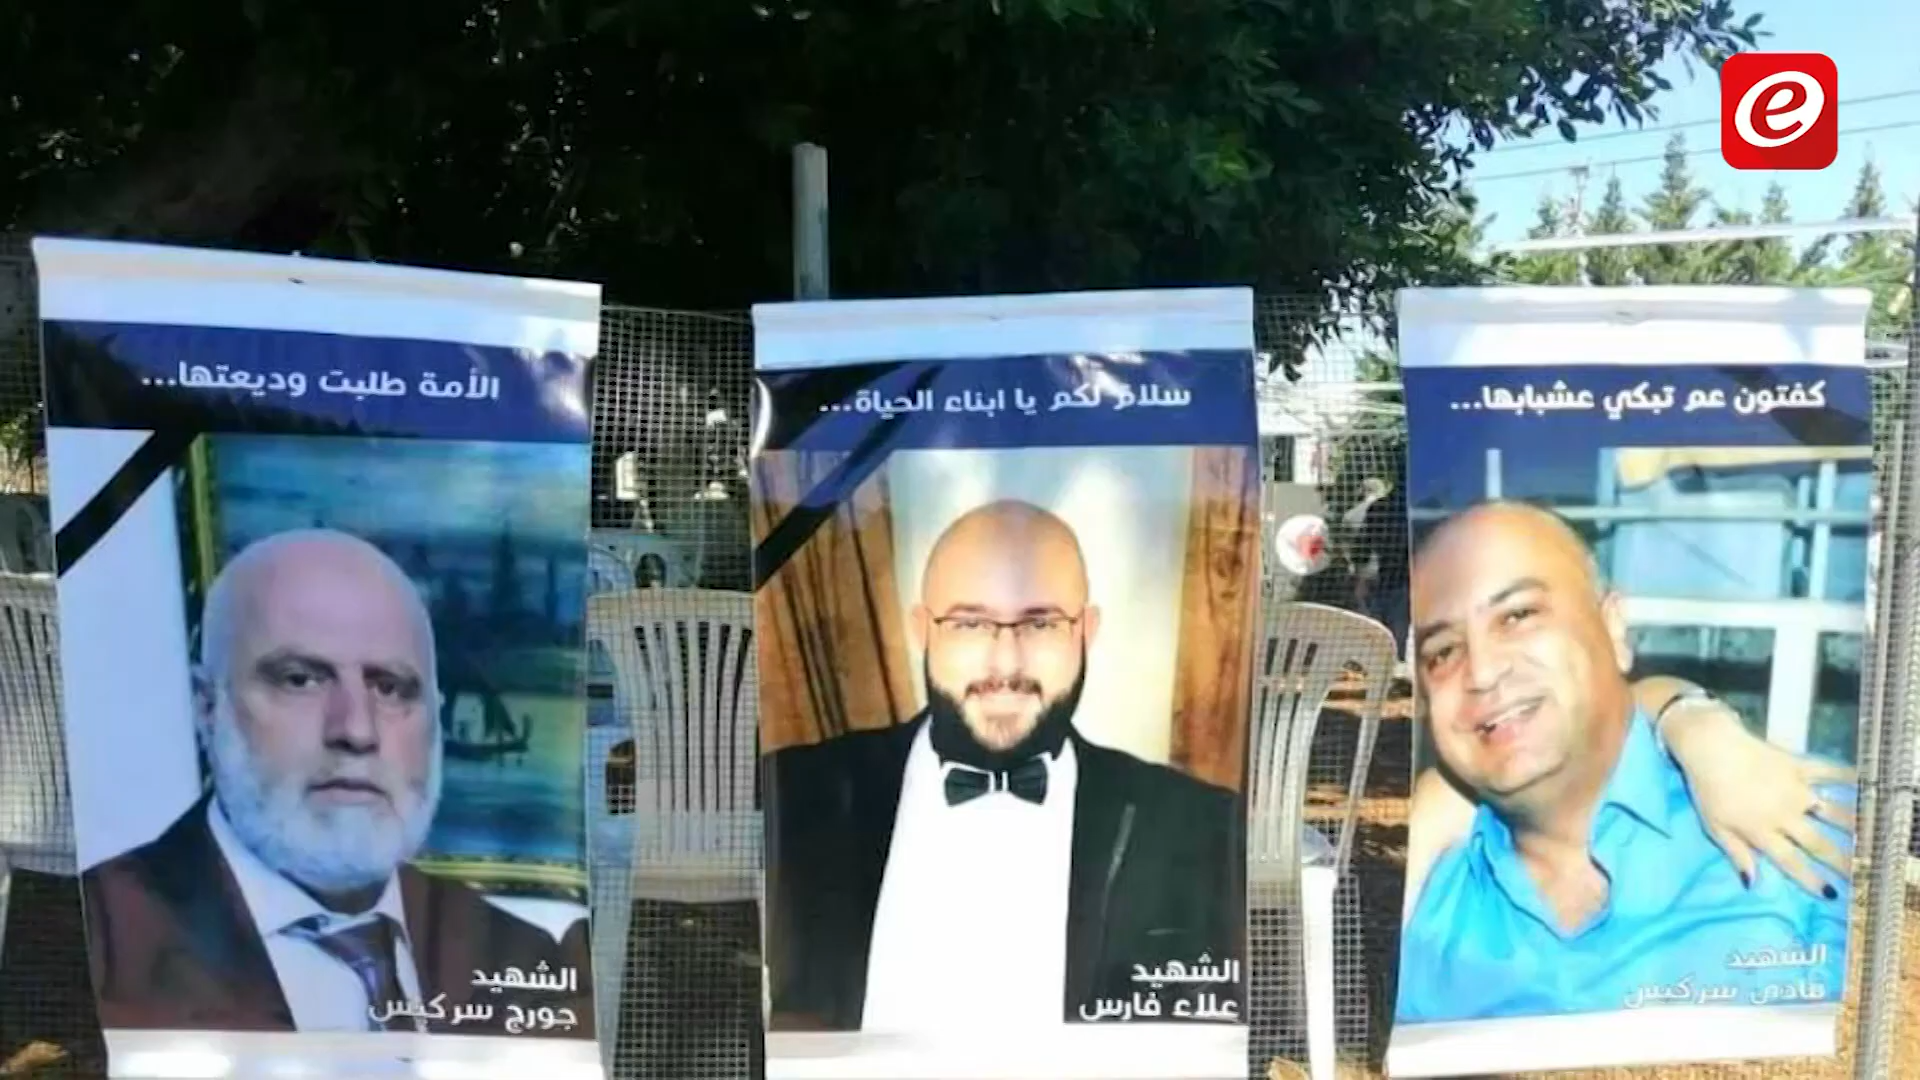 الأمة طلبت وديعتها...
الشهيد
جورج سركيس
سلام لكم يا ابناء الحياة...
الشهيد
علاء فارس
كفتون عم تبكي عشبابها...
الشهيد
فادي سركيس
e